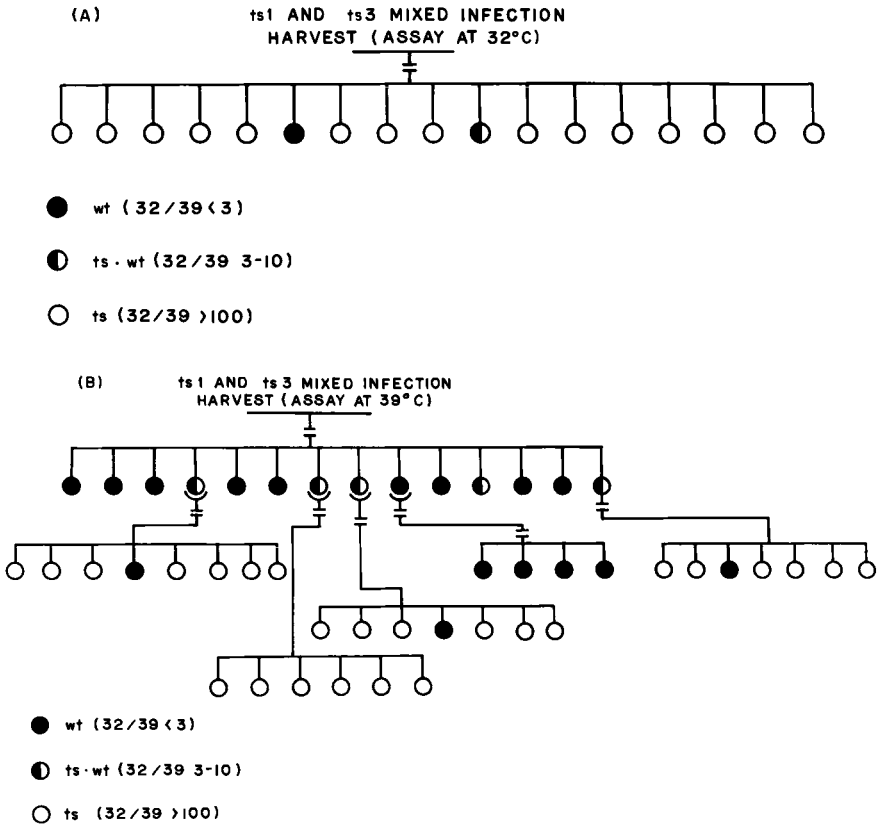 (A) ts1 AND ts3 MIXED INFECTION
HARVEST (ASSAY AT 32°C)
wt (32/39<3)
ts·wt (32/39 3-10)
ts (32/39 >100)
(B) ts1 AND ts3 MIXED INFECTION
HARVEST (ASSAY AT 39°C)
wt (32/39<3)
ts·wt (32/39 3-10)
ts (32/39 >100)